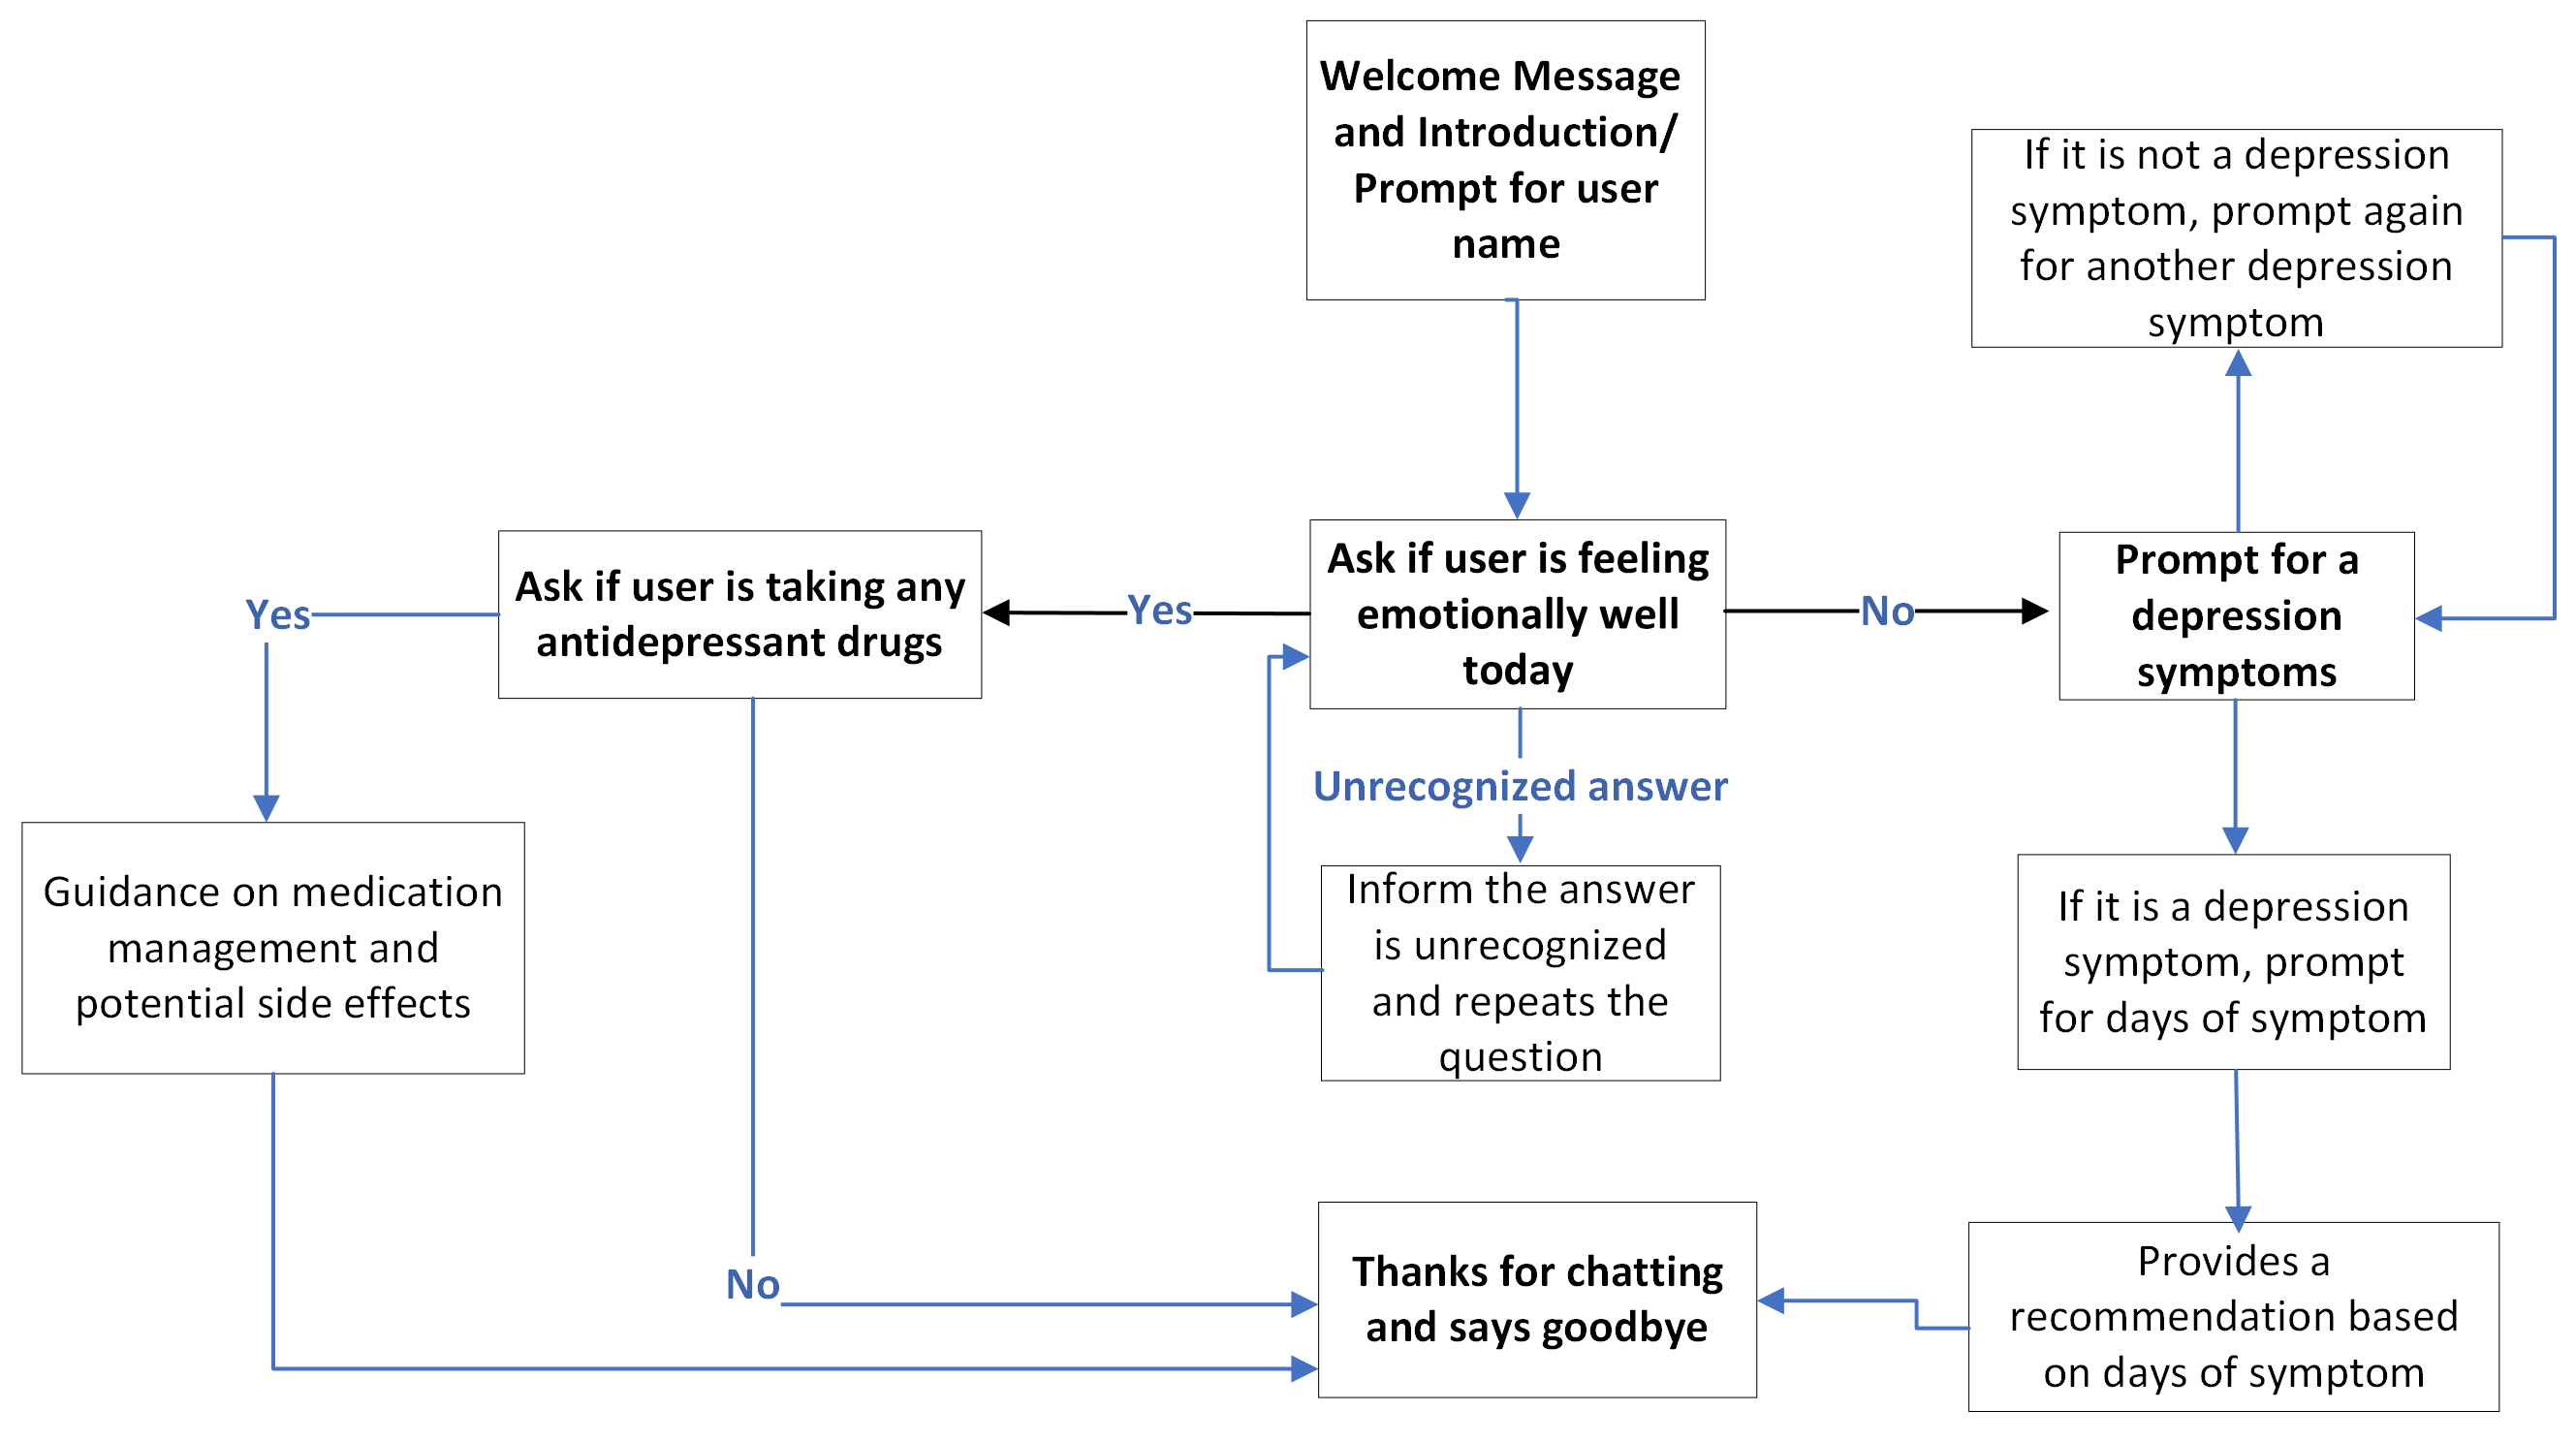 Welcome Message
and Introduction/
Prompt for user
name
If it is not a depression
symptom, prompt again
for another depression
symptom
Ask if user is taking any
antidepressant drugs
Yes
Yes
Ask if user is feeling
emotionally well
today
No
Prompt for a
depression
symptoms
Unrecognized answer
Guidance on medication
management and
potential side effects
Inform the answer
is unrecognized
and repeats the
question
If it is a depression
symptom, prompt
for days of symptom
No
Thanks for chatting
and says goodbye
Provides a
recommendation based
on days of symptom